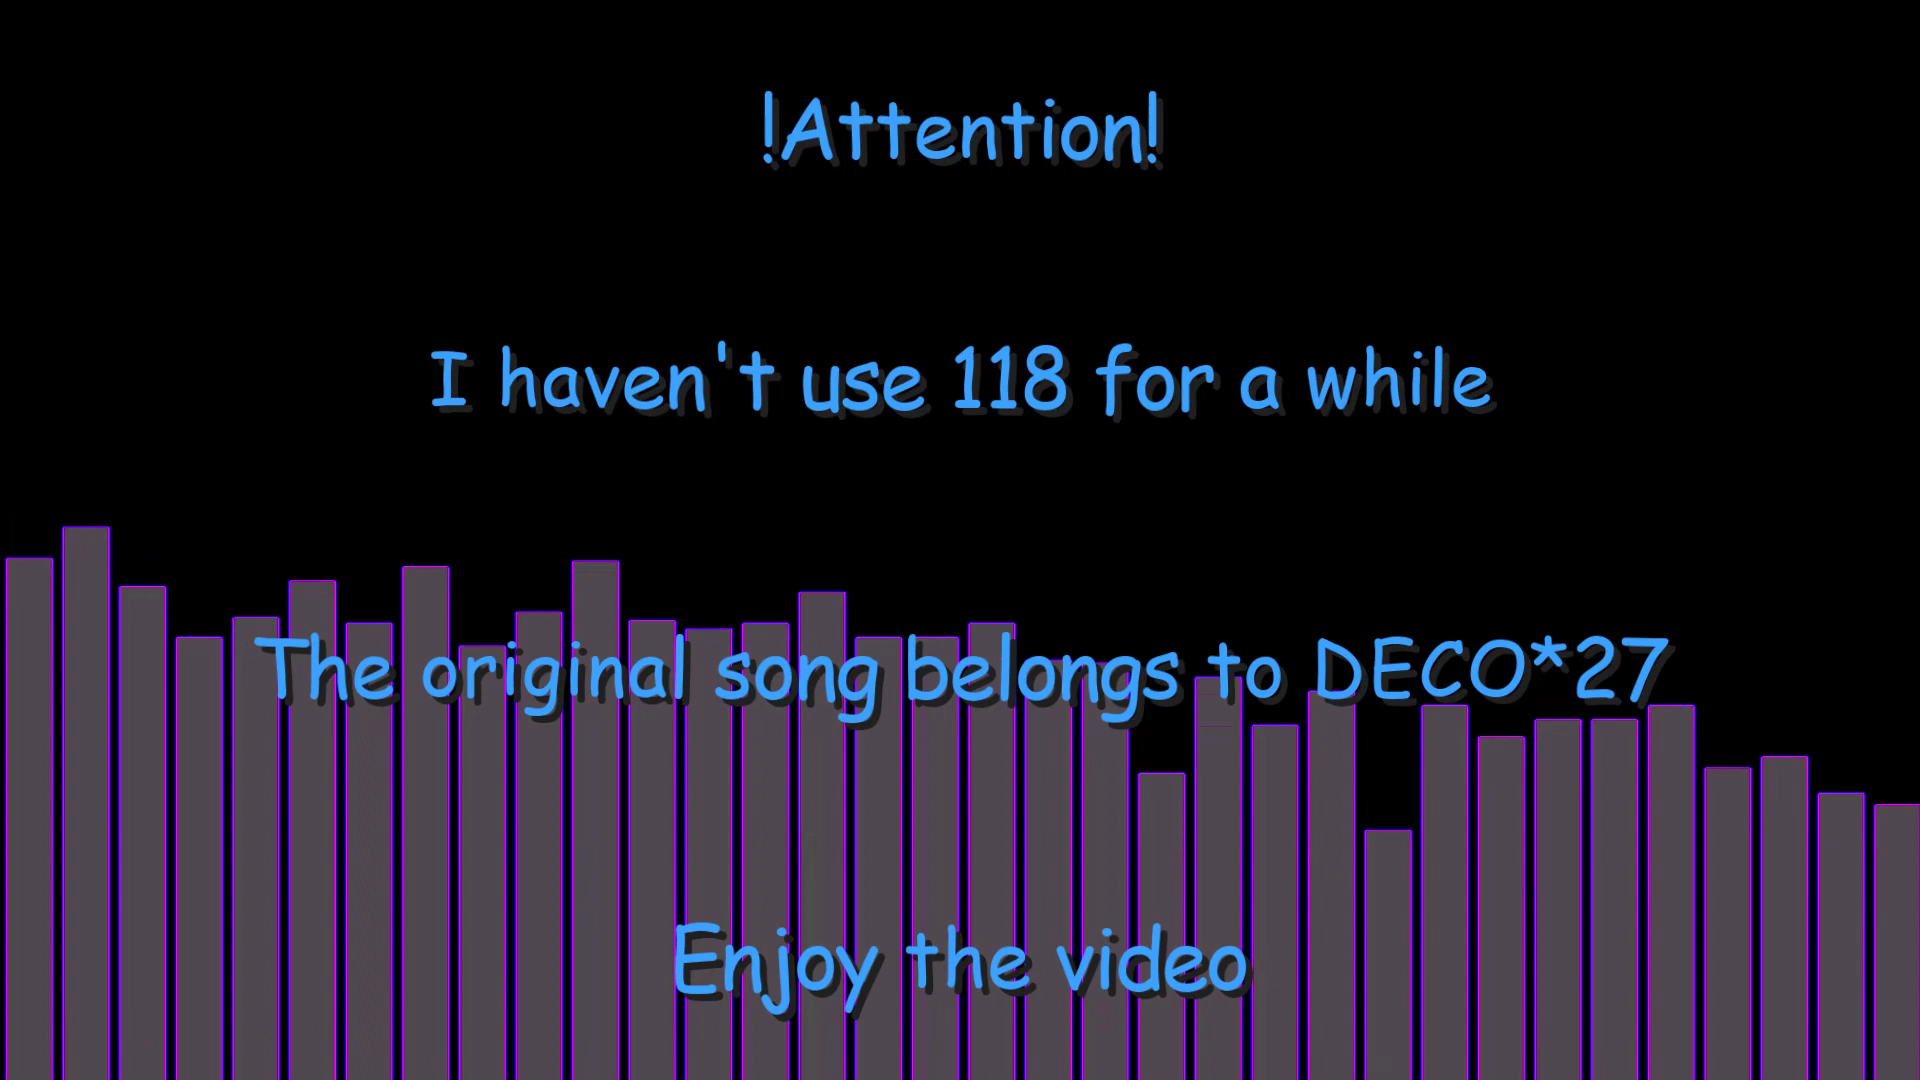 !Attention!
I haven't use 118 for a while
The original song belongs to DECO*27
Enjoy the video